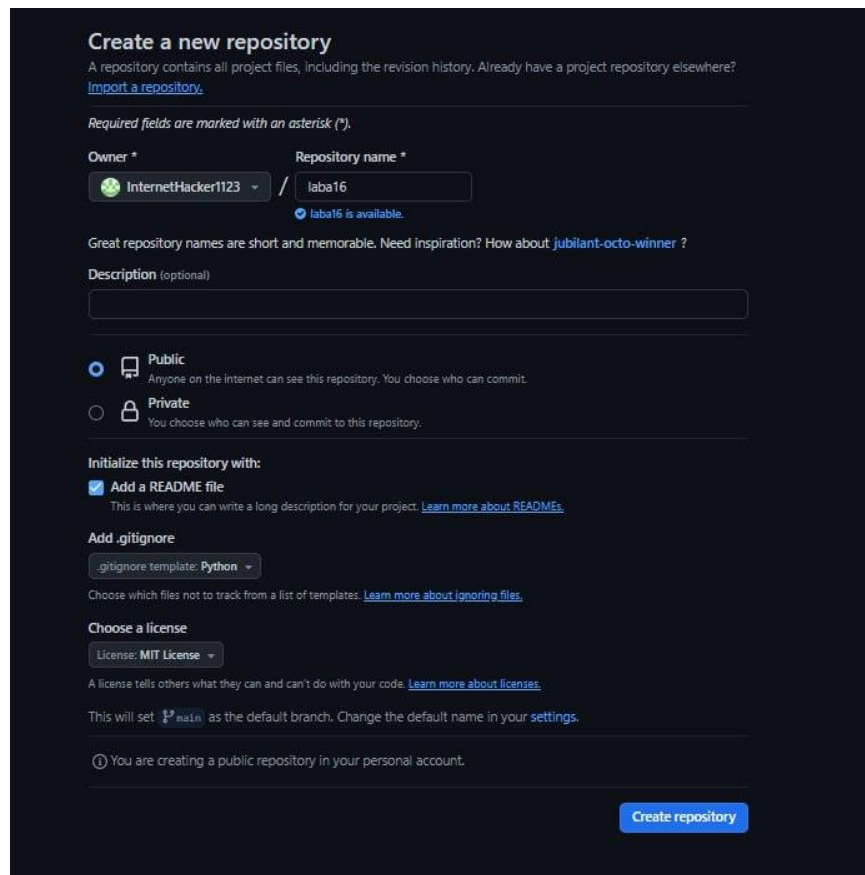 Create a new repository
A repository contains all project files, including the revision history. Already have a project repository elsewhere?
Import a repository.
Required fields are marked with an asterisk (*).
Owner * Repository name *
InternetHacker1123 / laba16
laba16 is available.
Great repository names are short and memorable. Need inspiration? How about jubilant-octo-winner ?
Description (optional)
Public
Anyone on the internet can see this repository. You choose who can commit.
Private
You choose who can see and commit to this repository.
Initialize this repository with:
Add a README file
This is where you can write a long description for your project. Learn more about READMEs.
Add .gitignore
.gitignore template: Python
Choose which files not to track from a list of templates. Learn more about ignoring files.
Choose a license
License: MIT License
A license tells others what they can and can't do with your code. Learn more about licenses.
This will set main as the default branch. Change the default name in your settings.
You are creating a public repository in your personal account.
Create repository